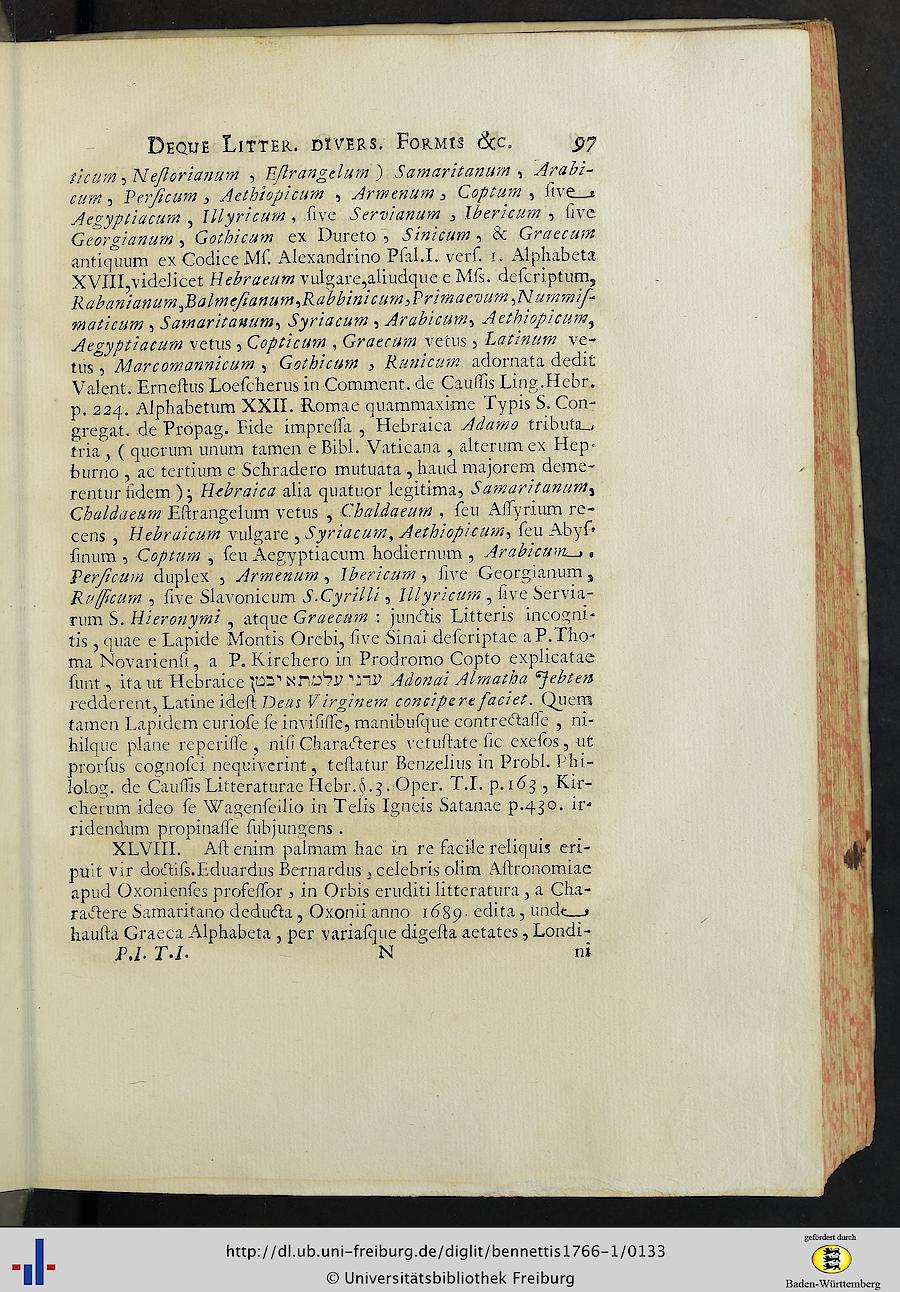 DEQUE LITTER. DIVERS. FORMIS &c. 97
ticum, Neſtorianum, Eſtrangelum) Samaritanum, Arabi-
cum, Perſicum, Aethiopicum, Armenum, Coptum, ſive
Aegyptiacum, Illyricum, ſive Servianum, Ibericum, ſive
Georgianum, Gothicum ex Dureto, Sinicum, & Graecum
antiquum ex Codice Mſ. Alexandrino Pſal.I. verſ. 1. Alphabeta
XVIII, videlicet Hebraeum vulgare, aliudque e Mſs. deſcriptum,
Rabanianum, Balmeſianum, Rabbinicum, Primaevum, Nummiſ-
maticum, Samaritanum, Syriacum, Arabicum, Aethiopicum,
Aegyptiacum vetus, Copticum, Graecum vetus, Latinum ve-
tus, Marcomannicum, Gothicum, Runicum adornata dedit
Valent. Erneſtus Loeſcherus in Comment. de Cauſſis Ling.Hebr.
p. 224. Alphabetum XXII. Romae quammaxime Typis S. Con-
gregat. de Propag. Fide impreſſa, Hebraica Adamo tributa
tria, (quorum unum tamen e Bibl. Vaticana, alterum ex Hep-
burno, ac tertium e Schradero mutuata, haud majorem deme-
rentur fidem); Hebraica alia quatuor legitima, Samaritanum,
Chaldaeum Eſtrangelum vetus, Chaldaeum, ſeu Aſſyrium re-
cens, Hebraicum vulgare, Syriacum, Aethiopicum, ſeu Abyſ-
ſinum, Coptum, ſeu Aegyptiacum hodiernum, Arabicum,
Perſicum duplex, Armenum, Ibericum, ſive Georgianum,
Ruſſicum, ſive Slavonicum S.Cyrilli, Illyricum, ſive Servia-
rum S. Hieronymi, atque Graecum: junctis Litteris incogni-
tis, quae e Lapide Montis Orebi, ſive Sinai deſcriptae a P.Tho-
ma Novarienſi, a P. Kirchero in Prodromo Copto explicatae
ſunt, ita ut Hebraice עדני עלמתא יבטן Adonai Almatha Jebten
redderent, Latine ideſt Deus Virginem concipere faciet. Quem
tamen Lapidem curioſe ſe inviſiſſe, manibuſque contrectaſſe, ni-
hilque plane reperiſſe, niſi Characteres vetuſtate ſic exeſos, ut
prorſus cognoſci nequiverint, teſtatur Benzelius in Probl. Phi-
lolog. de Cauſſis Litteraturae Hebr.§.3. Oper. T.I. p.163, Kir-
cherum ideo ſe Wagenſeilio in Telis Igneis Satanae p.430. ir-
ridendum propinaſſe ſubjungens.
XLVIII. Aſt enim palmam hac in re facile reliquis eri-
puit vir doctiſs.Eduardus Bernardus, celebris olim Aſtronomiae
apud Oxonienſes profeſſor, in Orbis eruditi litteratura, a Cha-
ractere Samaritano deducta, Oxonii anno 1689. edita, unde
hauſta Graeca Alphabeta, per variaſque digeſta aetates, Londi-
P.I. T.I. N ni
http://dl.ub.uni-freiburg.de/diglit/bennettis1766-1/0133
© Universitätsbibliothek Freiburg
gefördert durch
Baden-Württemberg